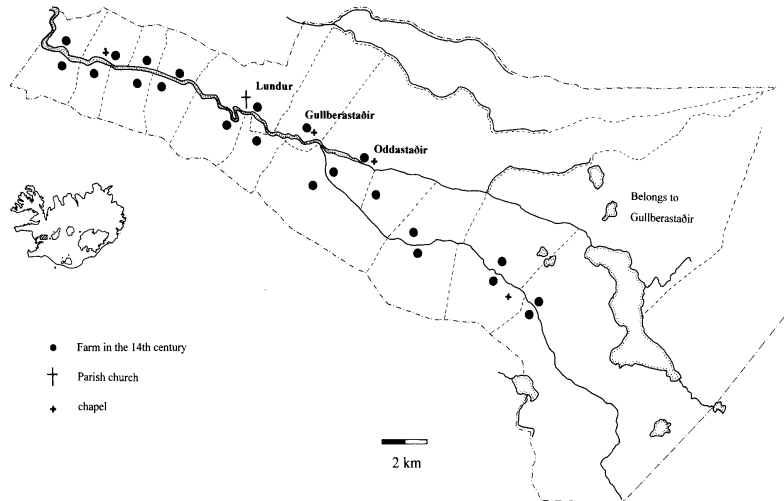 Lundur
Gullberastaðir
Oddastaðir
Belongs to
Gullberastaðir
Farm in the 14th century
Parish church
chapel
2 km